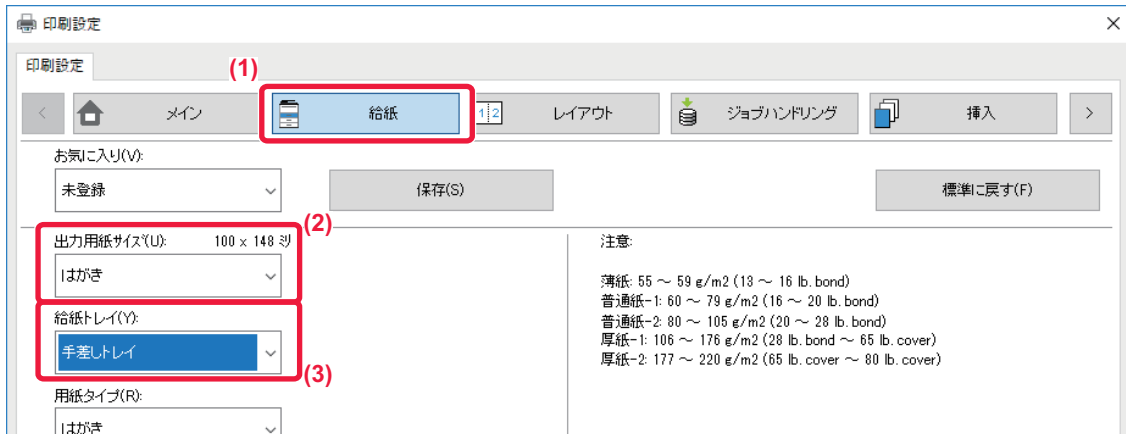 印刷設定
印刷設定
(1)
メイン
給紙
1 2
レイアウト
ジョブハンドリング
挿入
お気に入り(V):
未登録
保存(S)
標準に戻す(F)
(2)
出力用紙サイズ(U): 100 x 148 ミリ
はがき
給紙トレイ(Y):
手差しトレイ
(3)
用紙タイプ(R):
はがき
注意:
薄紙: 55 ～ 59 g/m2 (13 ～ 16 lb. bond)
普通紙-1: 60 ～ 79 g/m2 (16 ～ 20 lb. bond)
普通紙-2: 80 ～ 105 g/m2 (20 ～ 28 lb. bond)
厚紙-1: 106 ～ 176 g/m2 (28 lb. bond ～ 65 lb. cover)
厚紙-2: 177 ～ 220 g/m2 (65 lb. cover ～ 80 lb. cover)